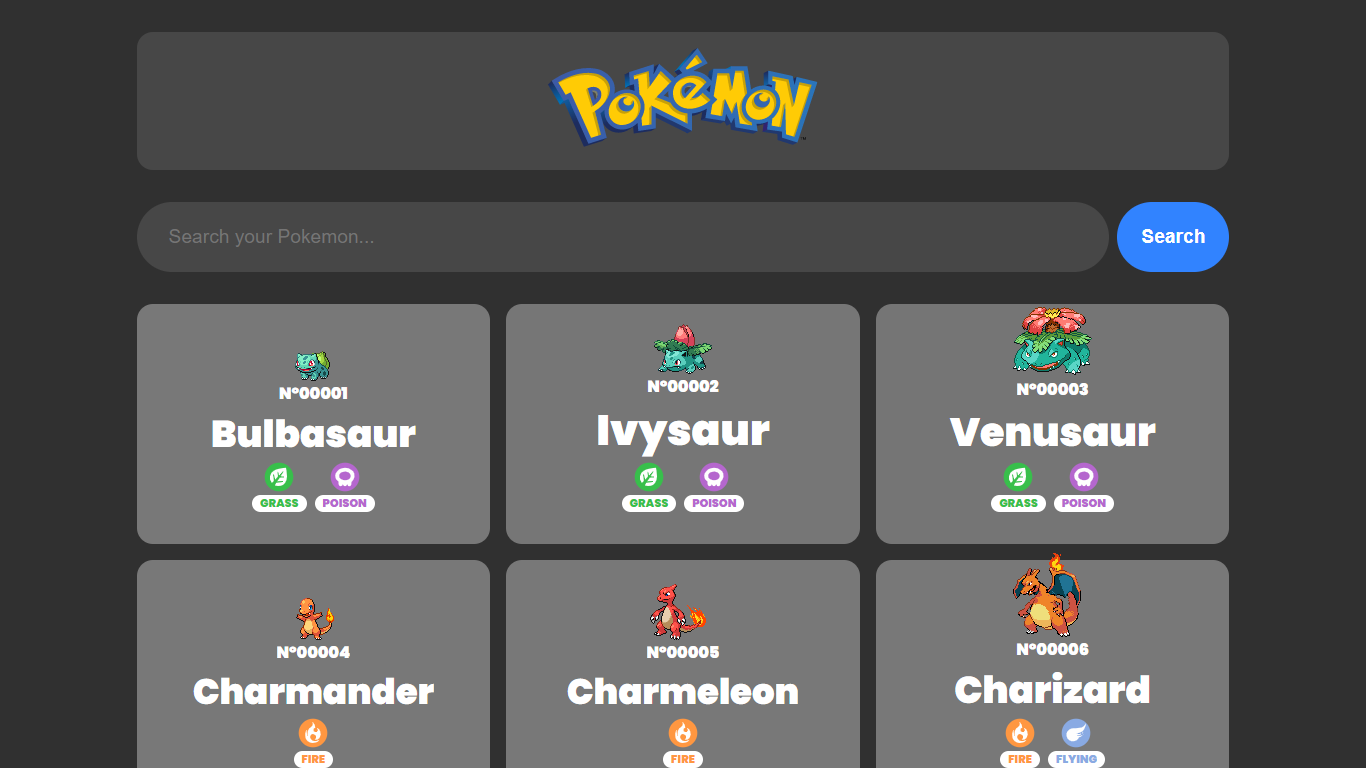 POKéMON
Search your Pokemon...
Search
Nº00001
Nº00002
Nº00003
Bulbasaur
Ivysaur
Venusaur
GRASS POISON
GRASS POISON
GRASS POISON
Nº00004
Nº00005
Nº00006
Charmander
Charmeleon
Charizard
FIRE
FIRE
FIRE FLYING